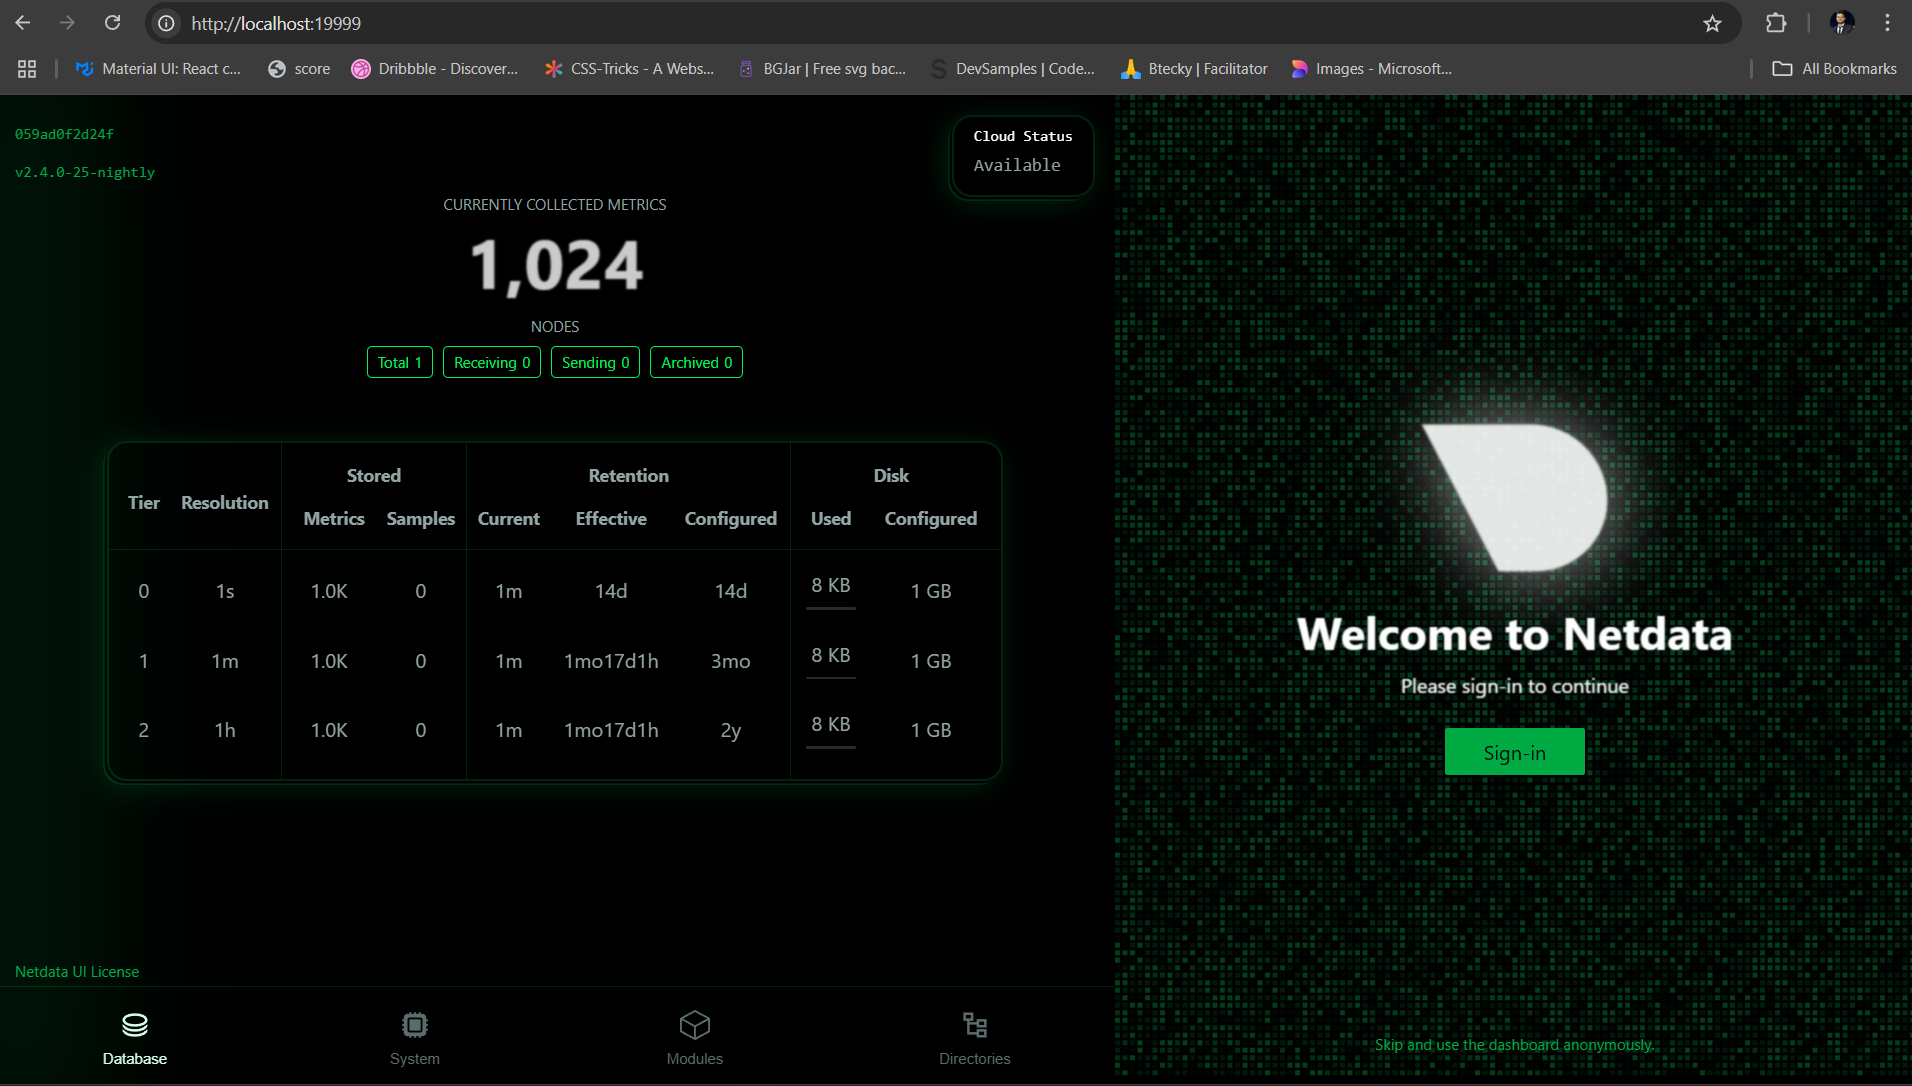 http://localhost:19999
Material UI: React c...
score
Dribbble - Discover...
CSS-Tricks - A Webs...
BGJar | Free svg bac...
DevSamples | Code...
Btecky | Facilitator
Images - Microsoft...
All Bookmarks
059ad0f2d24f
v2.4.0-25-nightly
Cloud Status
Available
CURRENTLY COLLECTED METRICS
1,024
NODES
Total 1
Receiving 0
Sending 0
Archived 0
Stored Retention Disk
Tier Resolution
Metrics Samples Current Effective Configured Used Configured
0 1s 1.0K 0 1m 14d 14d 8 KB 1 GB
1 1m 1.0K 0 1m 1mo17d1h 3mo 8 KB 1 GB
2 1h 1.0K 0 1m 1mo17d1h 2y 8 KB 1 GB
Netdata UI License
Database
System
Modules
Directories
Welcome to Netdata
Please sign-in to continue
Sign-in
Skip and use the dashboard anonymously.